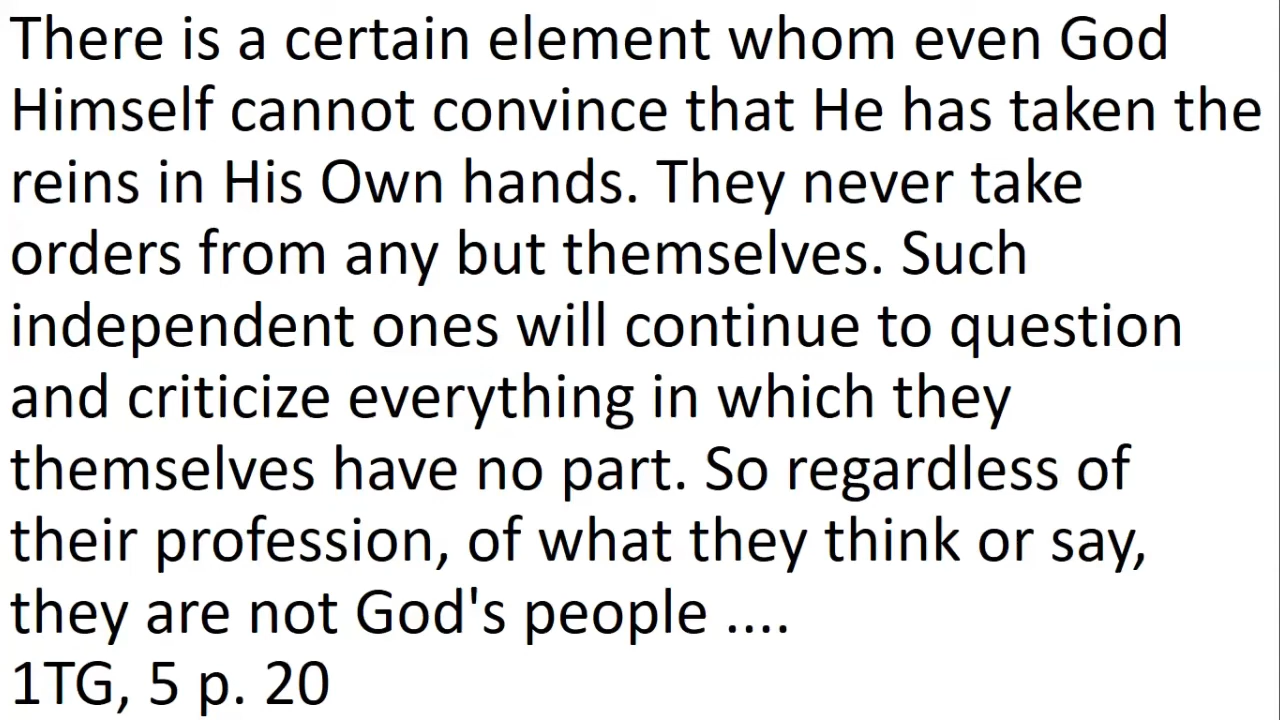 There is a certain element whom even God
Himself cannot convince that He has taken the
reins in His Own hands. They never take
orders from any but themselves. Such
independent ones will continue to question
and criticize everything in which they
themselves have no part. So regardless of
their profession, of what they think or say,
they are not God's people ....
1TG, 5 p. 20